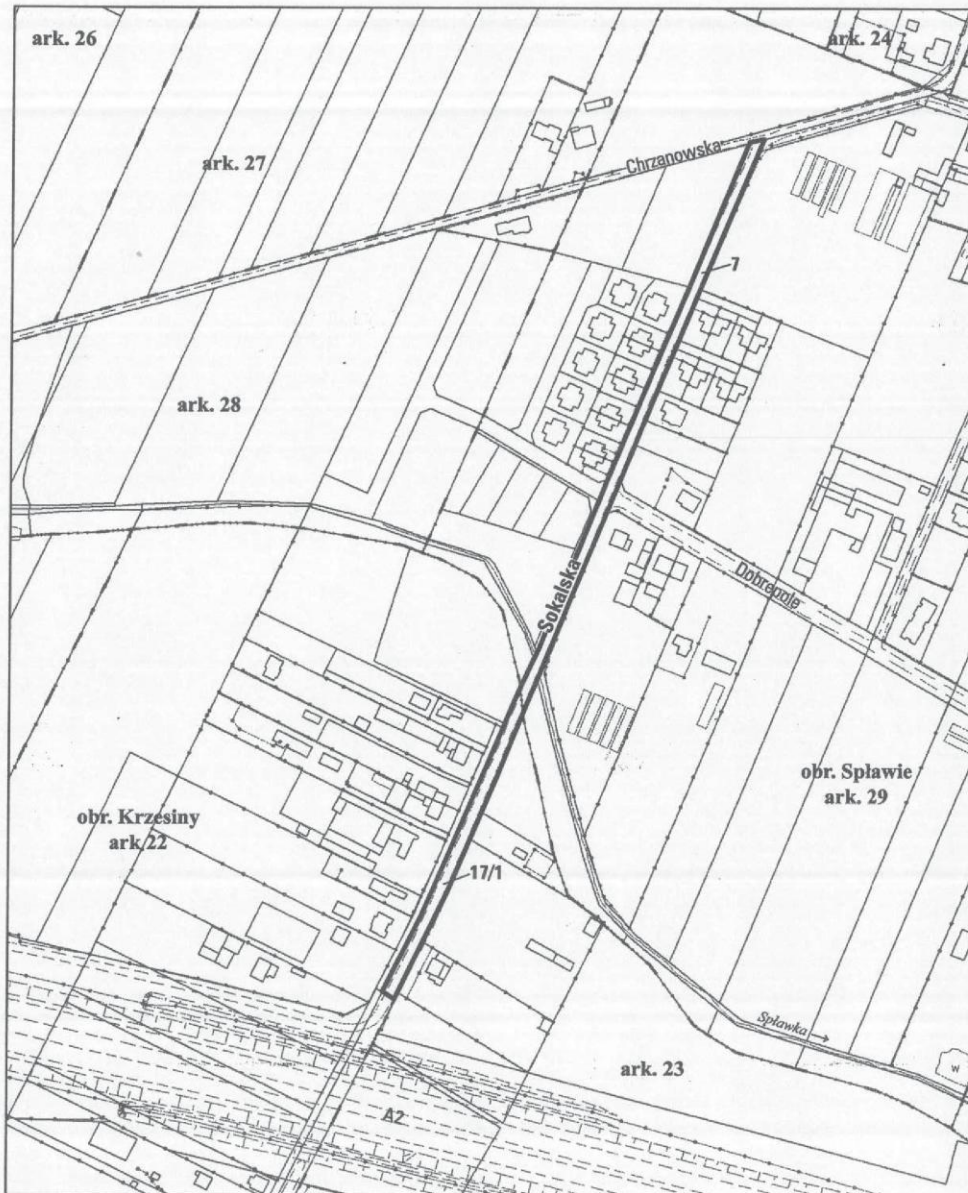 ark. 26
ark. 24
ark. 27
Chrzanowska
7
ark. 28
Sokalska
Dobrepole
obr. Spławie
ark. 29
obr. Krzesiny
ark 22
17/1
Spławka
w
ark. 23
A2